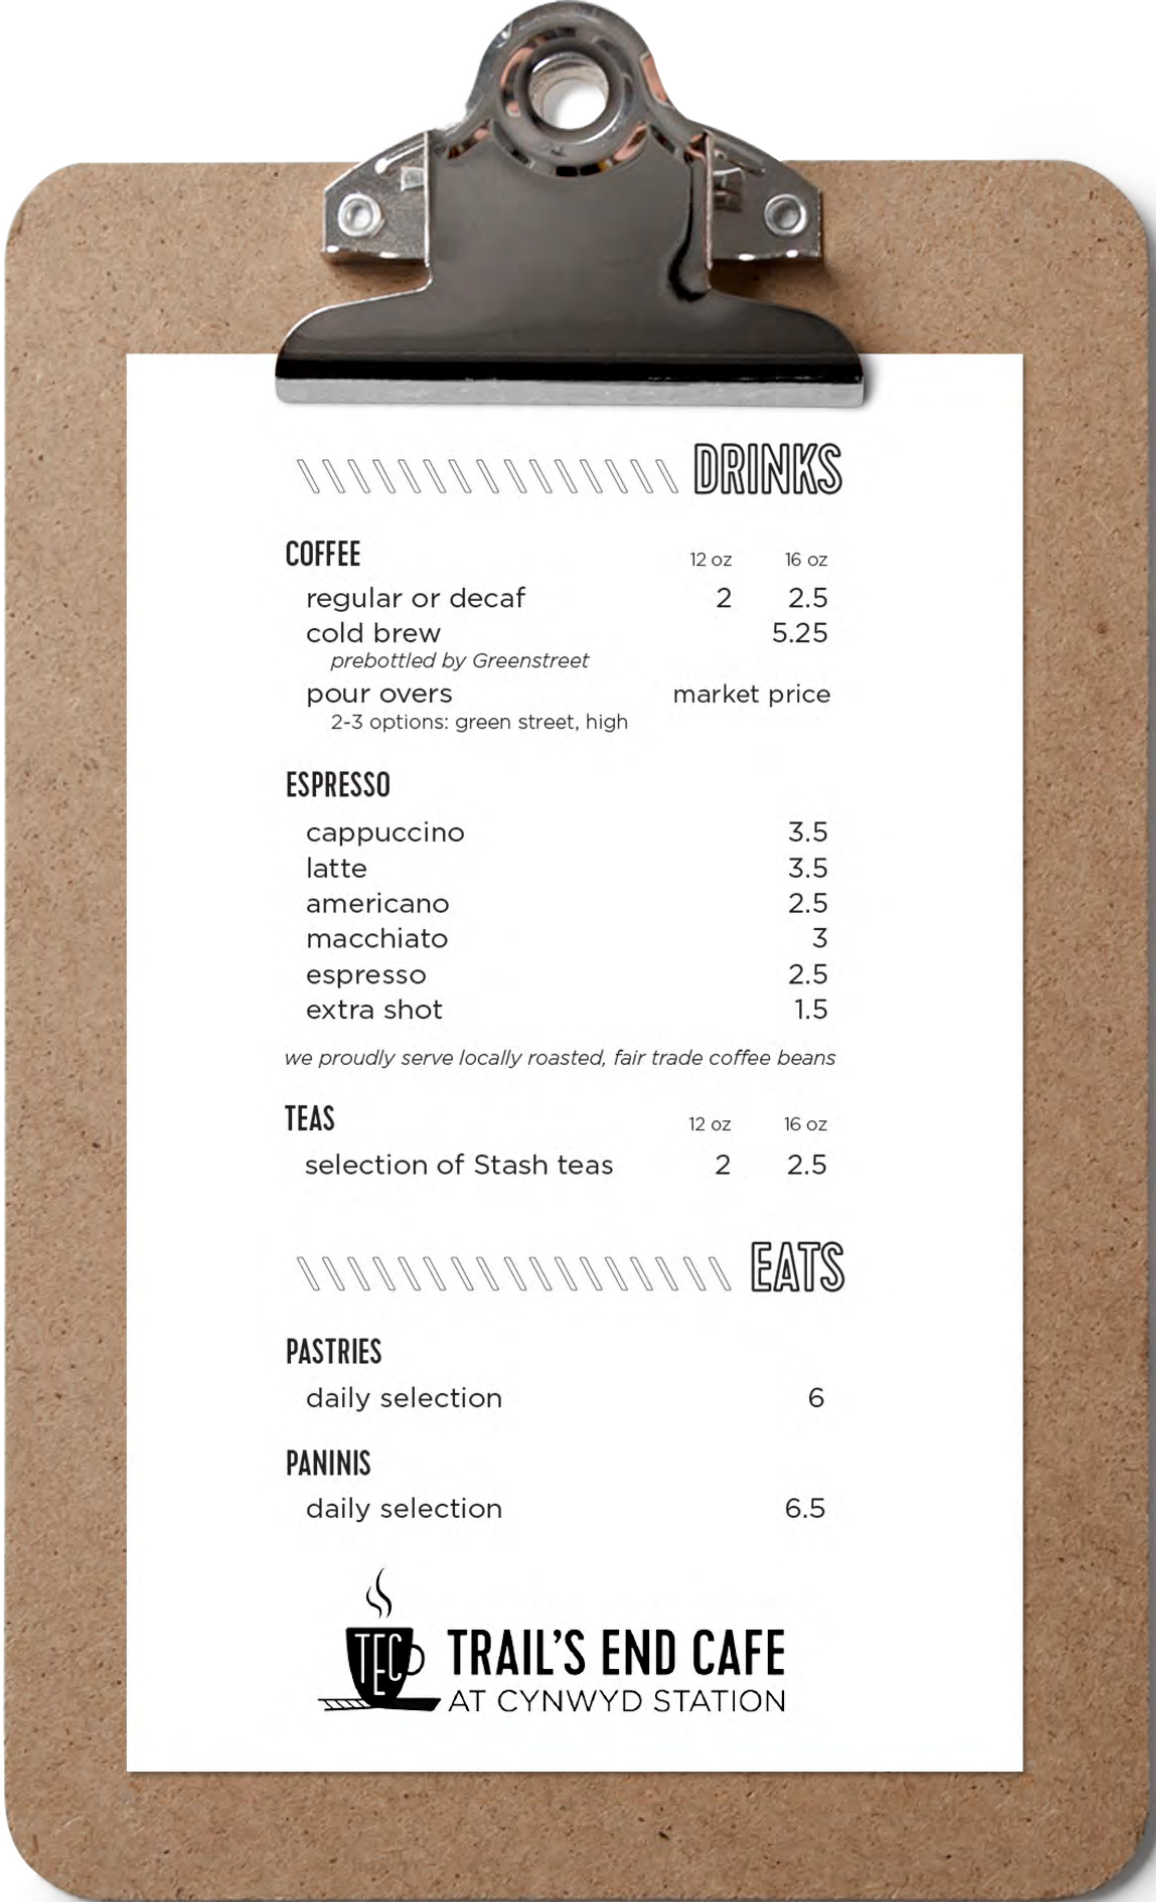 DRINKS
COFFEE 12 oz 16 oz
regular or decaf 2 2.5
cold brew 5.25
prebottled by Greenstreet
pour overs market price
2-3 options: green street, high
ESPRESSO
cappuccino 3.5
latte 3.5
americano 2.5
macchiato 3
espresso 2.5
extra shot 1.5
we proudly serve locally roasted, fair trade coffee beans
TEAS 12 oz 16 oz
selection of Stash teas 2 2.5
EATS
PASTRIES
daily selection 6
PANINIS
daily selection 6.5
TEC TRAIL'S END CAFE
AT CYNWYD STATION